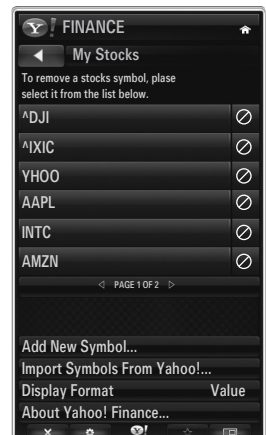 Y! FINANCE
My Stocks
To remove a stocks symbol, plase
select it from the list below.
^DJI
^IXIC
YHOO
AAPL
INTC
AMZN
PAGE 1 OF 2
Add New Symbol...
Import Symbols From Yahoo!...
Display Format Value
About Yahoo! Finance...
Y!